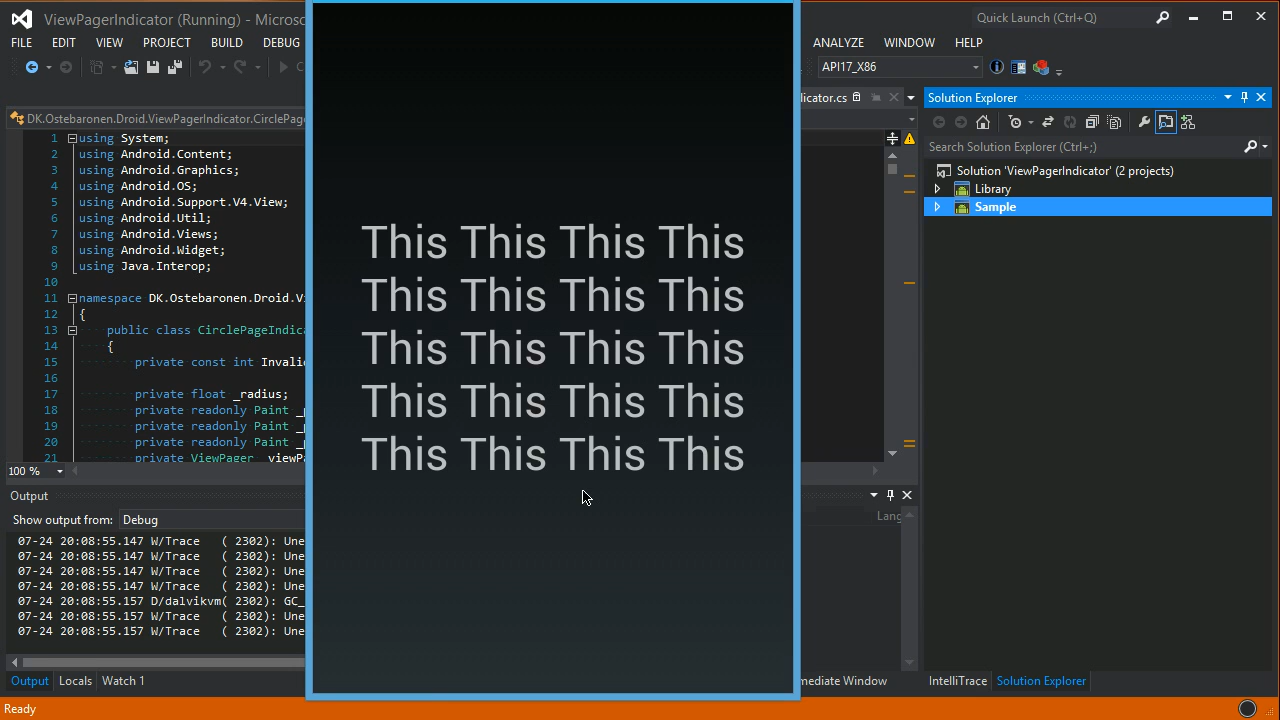 ViewPagerIndicator (Running) - Microsoft
Quick Launch (Ctrl+Q)
FILE EDIT VIEW PROJECT BUILD DEBUG
ANALYZE WINDOW HELP
API17_X86
DK.Ostebaronen.Droid.ViewPagerIndicator.CirclePage
licator.cs
Solution Explorer
Search Solution Explorer (Ctrl+;)
Solution 'ViewPagerIndicator' (2 projects)
Library
Sample
1 using System;
2 using Android.Content;
3 using Android.Graphics;
4 using Android.OS;
5 using Android.Support.V4.View;
6 using Android.Util;
7 using Android.Views;
8 using Android.Widget;
9 using Java.Interop;
10
11 namespace DK.Ostebaronen.Droid.Vi
12 {
13 public class CirclePageIndica
14 {
15 private const int Invalid
16
17 private float _radius;
18 private readonly Paint _p
19 private readonly Paint _p
20 private readonly Paint _p
21 private ViewPager _viewPa
100 %
This This This This
This This This This
This This This This
This This This This
This This This This
Output
Show output from: Debug
Lang
07-24 20:08:55.147 W/Trace ( 2302): Une
07-24 20:08:55.147 W/Trace ( 2302): Une
07-24 20:08:55.147 W/Trace ( 2302): Une
07-24 20:08:55.147 W/Trace ( 2302): Une
07-24 20:08:55.157 D/dalvikvm( 2302): GC_
07-24 20:08:55.157 W/Trace ( 2302): Une
07-24 20:08:55.157 W/Trace ( 2302): Une
Output Locals Watch 1
mediate Window
IntelliTrace Solution Explorer
Ready